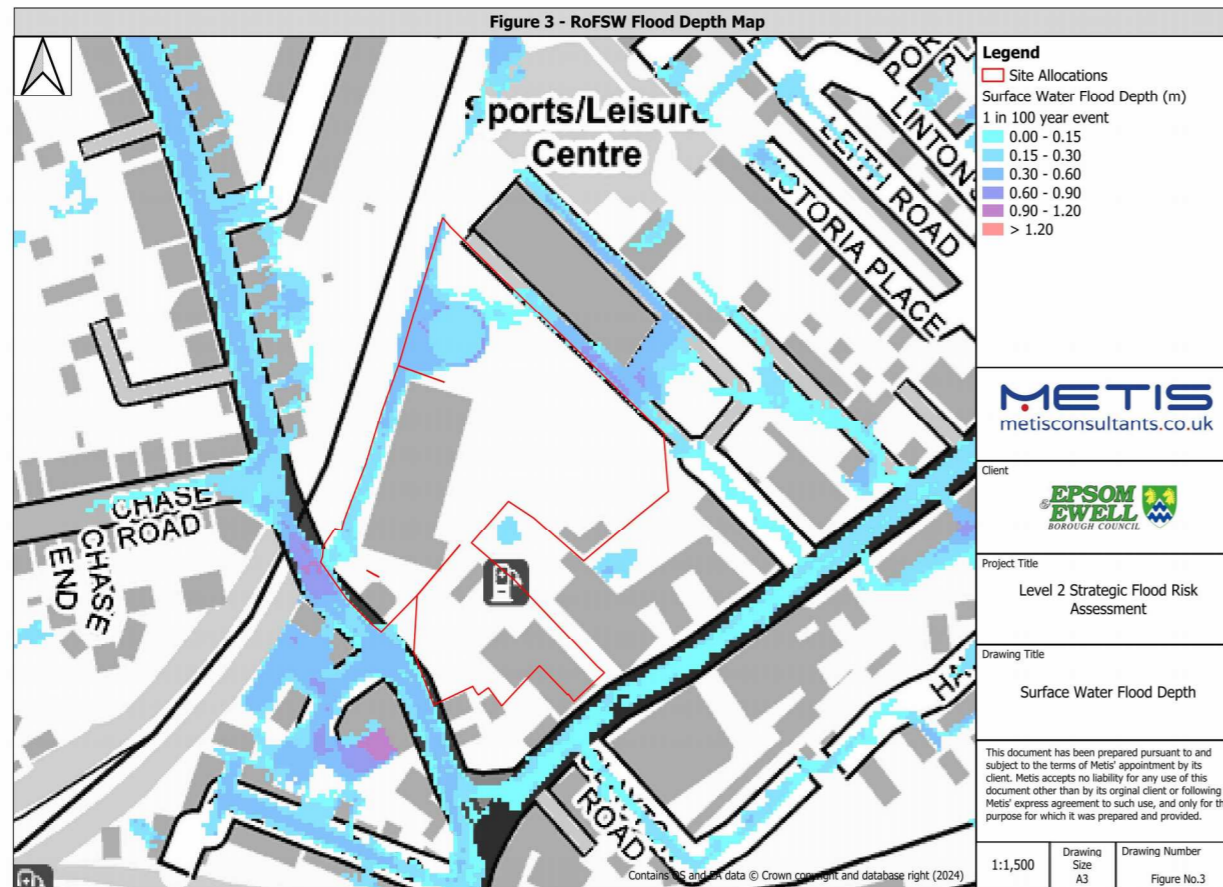 Figure 3 - RoFSW Flood Depth Map
Sports/Leisure
Centre
LEITH ROAD
VICTORIA PLACE
CHASE
ROAD
CHASE
END
ROAD
Contains OS and EA data © Crown copyright and database right (2024)
Legend
Site Allocations
Surface Water Flood Depth (m)
1 in 100 year event
0.00 - 0.15
0.15 - 0.30
0.30 - 0.60
0.60 - 0.90
0.90 - 1.20
> 1.20
METIS
metisconsultants.co.uk
Client
EPSOM
& EWELL
BOROUGH COUNCIL
Project Title
Level 2 Strategic Flood Risk
Assessment
Drawing Title
Surface Water Flood Depth
This document has been prepared pursuant to and
subject to the terms of Metis' appointment by its
client. Metis accepts no liability for any use of this
document other than by its orginal client or following
Metis' express agreement to such use, and only for the
purpose for which it was prepared and provided.
1:1,500
Drawing
Size
A3
Drawing Number
Figure No.3